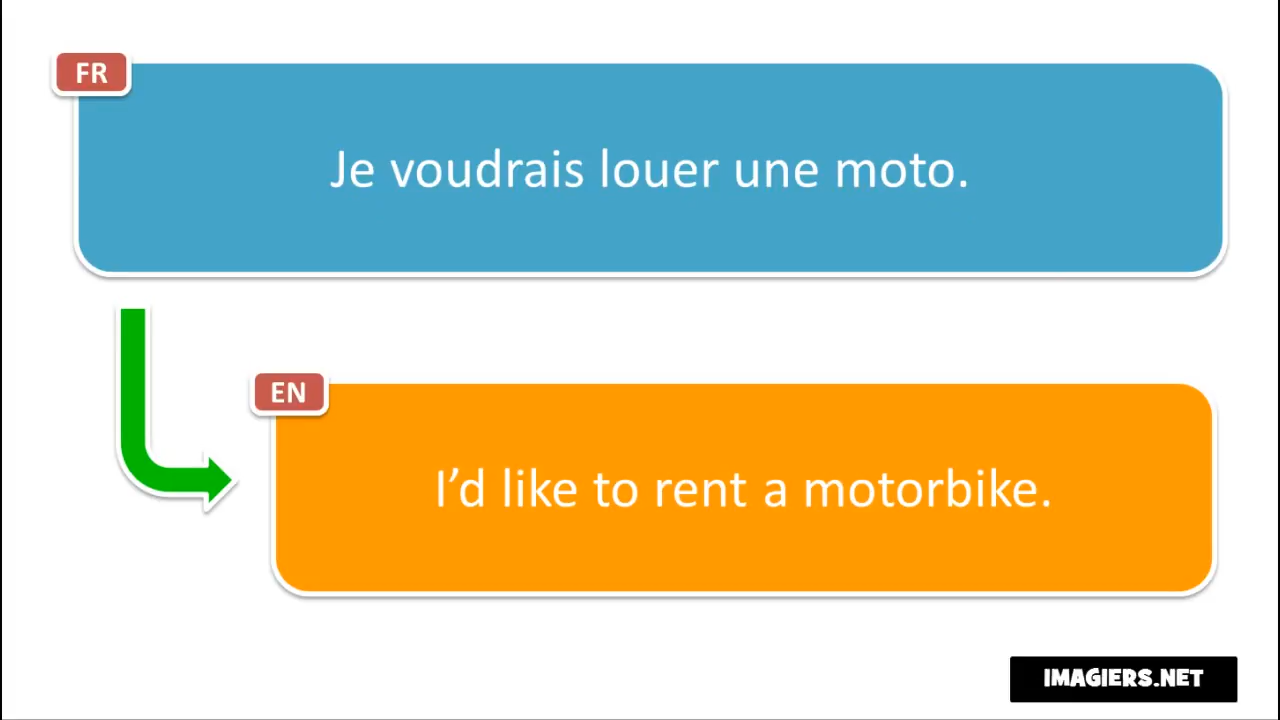 FR
Je voudrais louer une moto.
EN
I’d like to rent a motorbike.
IMAGIERS.NET